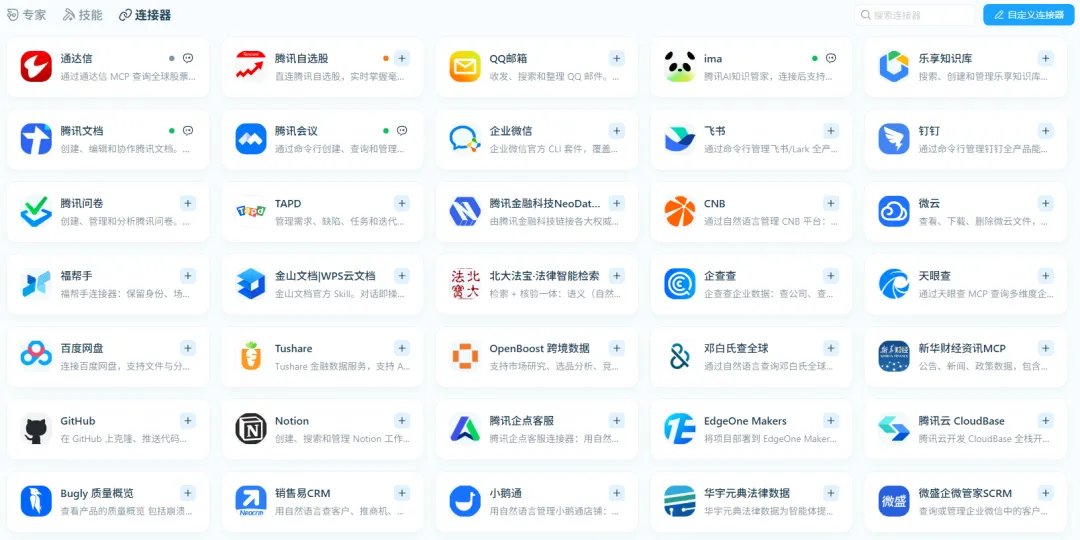 专家 技能 连接器 搜索连接器 自定义连接器
通达信
通过通达信 MCP 查询全球股票...
腾讯自选股
直连腾讯自选股，实时掌握毫...
QQ邮箱
收发、搜索和整理 QQ 邮件。...
ima
腾讯AI知识管家，连接后支持...
乐享知识库
搜索、创建和管理乐享知识库...
腾讯文档
创建、编辑和协作腾讯文档。...
腾讯会议
通过命令行创建、查询和管理...
企业微信
企业微信官方 CLI 套件，覆盖...
飞书
通过命令行管理飞书/Lark 全产...
钉钉
通过命令行管理钉钉全产品能...
腾讯问卷
创建、管理和分析腾讯问卷。...
TAPD
TAPD
管理需求、缺陷、任务和迭代...
腾讯金融科技NeoDat...
由腾讯金融科技链接各大权威...
CNB
通过自然语言管理 CNB 平台：...
微云
查看、下载、删除微云文件，...
福帮手
福帮手连接器：保留身份、场...
金山文档|WPS云文档
金山文档官方 Skill。对话即操...
法北
寶大
北大法宝·法律智能检索
检索 + 核验一体：语义（自然...
企查查
企查查企业数据：查公司、查...
天眼查
通过天眼查 MCP 查询多维度企...
百度网盘
连接百度网盘，支持文件与分...
Tushare
Tushare 金融数据服务，支持 A...
OpenBoost 跨境数据
支持市场研究、选品分析、竞...
邓白氏查全球
通过自然语言查询邓白氏全球...
新华财经资讯MCP
公告、新闻、政策数据，包含...
GitHub
在 GitHub 上克隆、推送代码...
Notion
创建、搜索和管理 Notion 工作...
腾讯企点客服
腾讯企点客服连接器：用自然...
EdgeOne Makers
将项目部署到 EdgeOne Maker...
腾讯云 CloudBase
腾讯云开发 CloudBase 全栈开...
Bugly 质量概览
查看产品的质量概览 包括崩溃...
Neocrm
销售易CRM
用自然语言查客户、推商机、...
小鹅通
用自然语言管理小鹅通店铺：...
华宇元典法律数据
华宇元典法律数据为智能体提...
微盛
微盛企微管家SCRM
查询或管理企业微信中的客户...